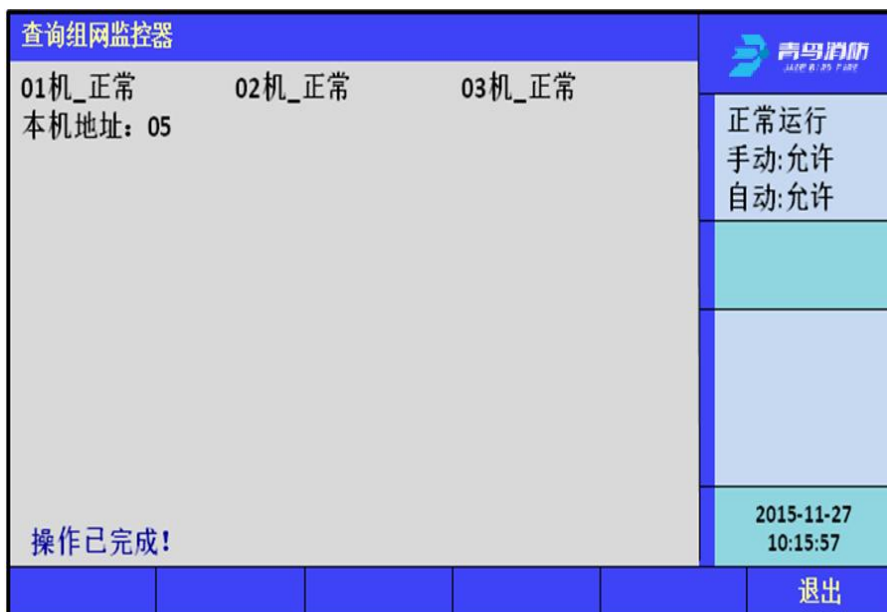 查询组网监控器
青鸟消防
JADE BIRD FIRE
01机_正常 02机_正常 03机_正常
本机地址：05
正常运行
手动:允许
自动:允许
操作已完成！
2015-11-27
10:15:57
退出